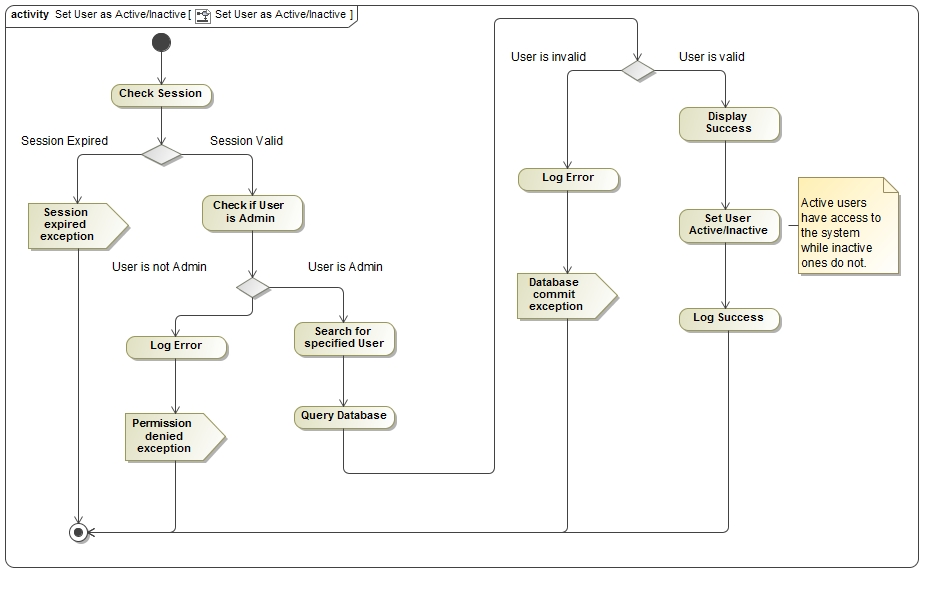 activity Set User as Active/Inactive [ Set User as Active/Inactive ]
Check Session
Session Expired
Session Valid
Session
expired
exception
Check if User
is Admin
User is not Admin
User is Admin
Log Error
Search for
specified User
Permission
denied
exception
Query Database
User is invalid
User is valid
Display
Success
Log Error
Set User
Active/Inactive
Active users
have access to
the system
while inactive
ones do not.
Database
commit
exception
Log Success